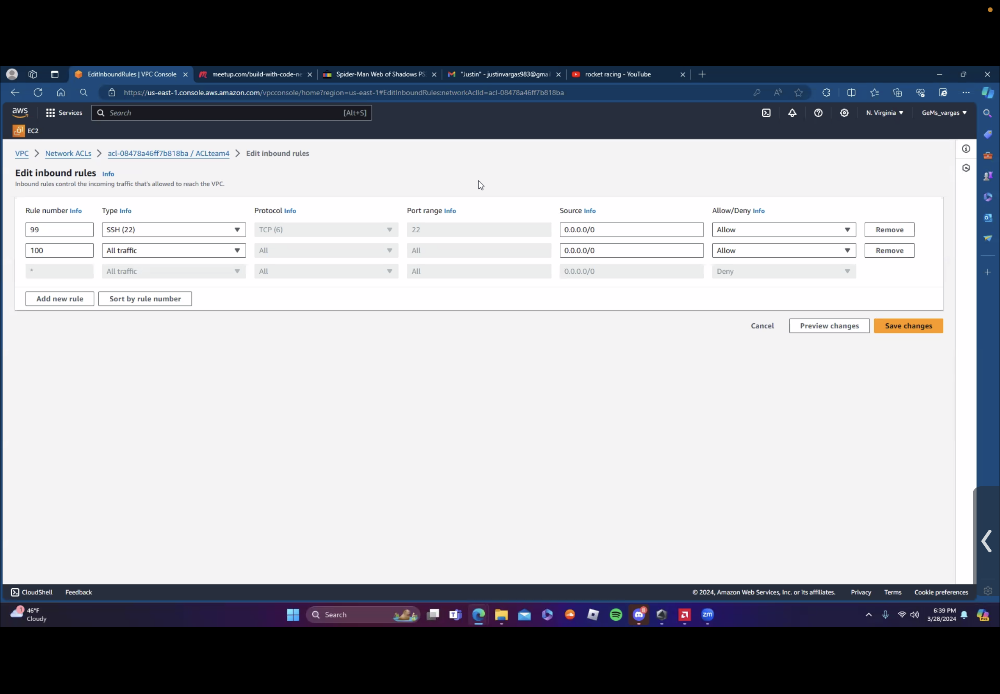 EditInboundRules | VPC Console
meetup.com/build-with-code-ne
Spider-Man Web of Shadows PS
"Justin" - justinvargas983@gmai
rocket racing - YouTube
https://us-east-1.console.aws.amazon.com/vpcconsole/home?region=us-east-1#EditInboundRules:networkAclId=acl-08478a46ff7b818ba
aws
Services
Search
[Alt+S]
N. Virginia
GeMs_vargas
EC2
VPC > Network ACLs > acl-08478a46ff7b818ba / ACLteam4 > Edit inbound rules
Edit inbound rules Info
Inbound rules control the incoming traffic that's allowed to reach the VPC.
Rule number Info Type Info Protocol Info Port range Info Source Info Allow/Deny Info
99 SSH (22) TCP (6) 22 0.0.0.0/0 Allow Remove
100 All traffic All All 0.0.0.0/0 Allow Remove
* All traffic All All 0.0.0.0/0 Deny
Add new rule Sort by rule number
Cancel Preview changes Save changes
CloudShell Feedback
© 2024, Amazon Web Services, Inc. or its affiliates. Privacy Terms Cookie preferences
1
46°F
Cloudy
Search
T
8
zm
6:39 PM
3/28/2024
PRE